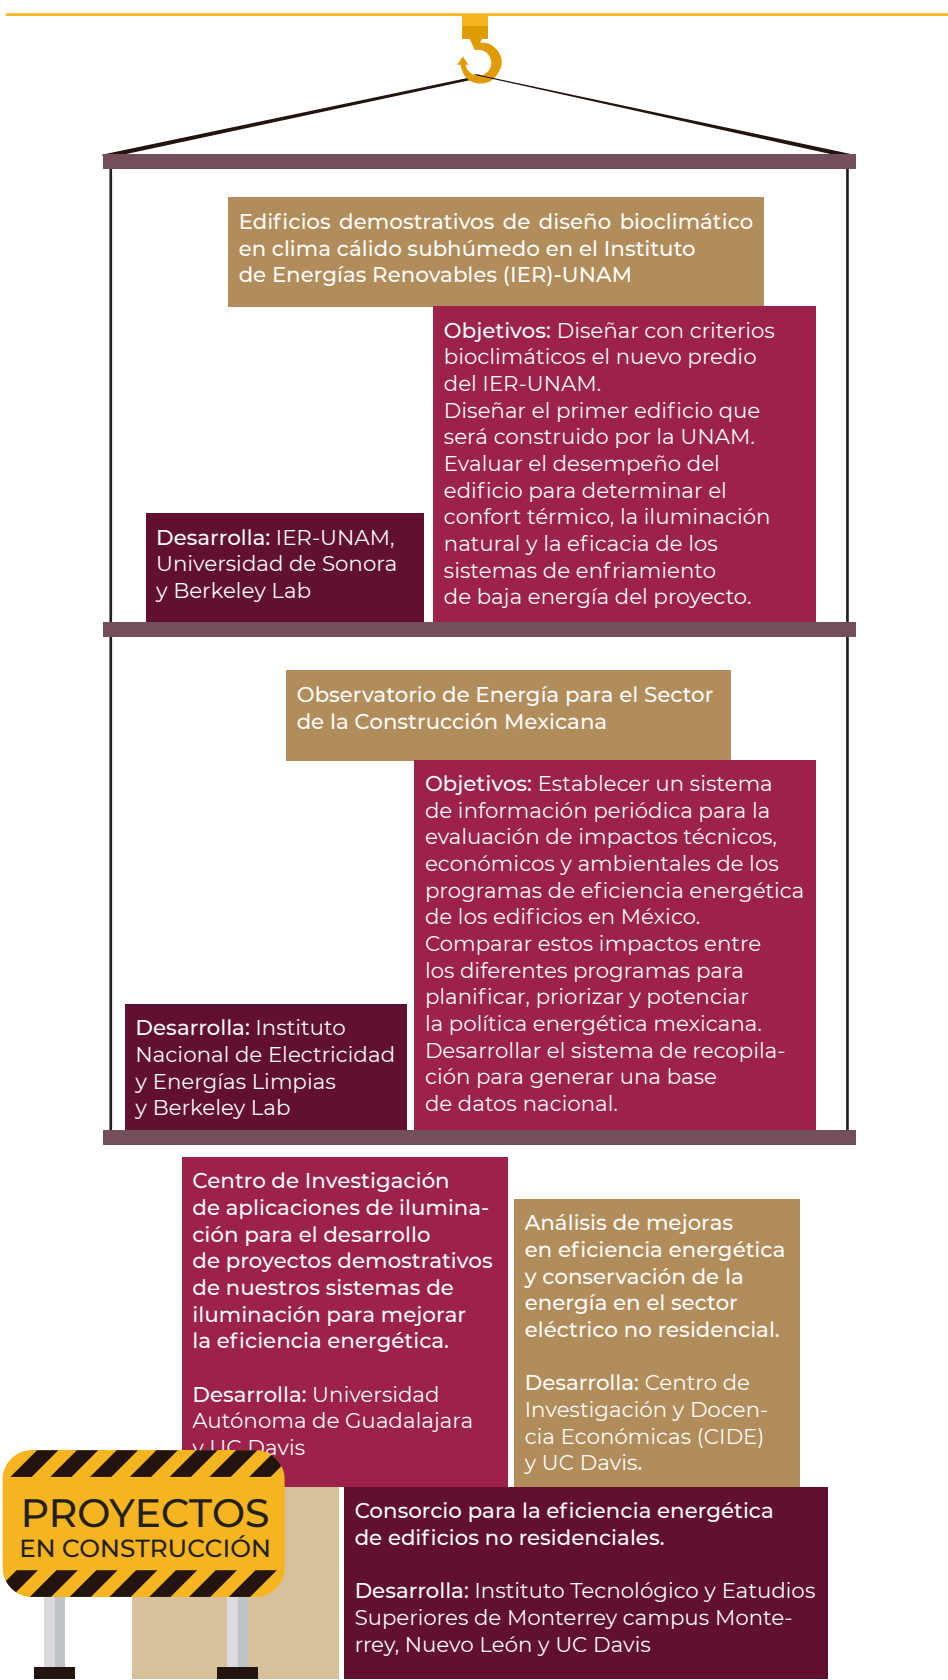 Edificios demostrativos de diseño bioclimático
en clima cálido subhúmedo en el Instituto
de Energías Renovables (IER)-UNAM
Objetivos: Diseñar con criterios
bioclimáticos el nuevo predio
del IER-UNAM.
Diseñar el primer edificio que
será construido por la UNAM.
Evaluar el desempeño del
edificio para determinar el
confort térmico, la iluminación
natural y la eficacia de los
sistemas de enfriamiento
de baja energía del proyecto.
Desarrolla: IER-UNAM,
Universidad de Sonora
y Berkeley Lab
Observatorio de Energía para el Sector
de la Construcción Mexicana
Objetivos: Establecer un sistema
de información periódica para la
evaluación de impactos técnicos,
económicos y ambientales de los
programas de eficiencia energética
de los edificios en México.
Comparar estos impactos entre
los diferentes programas para
planificar, priorizar y potenciar
la política energética mexicana.
Desarrollar el sistema de recopila-
ción para generar una base
de datos nacional.
Desarrolla: Instituto
Nacional de Electricidad
y Energías Limpias
y Berkeley Lab
Centro de Investigación
de aplicaciones de ilumina-
ción para el desarrollo
de proyectos demostrativos
de nuestros sistemas de
iluminación para mejorar
la eficiencia energética.
Desarrolla: Universidad
Autónoma de Guadalajara
y UC Davis
Análisis de mejoras
en eficiencia energética
y conservación de la
energía en el sector
eléctrico no residencial.
Desarrolla: Centro de
Investigación y Docen-
cia Económicas (CIDE)
y UC Davis.
PROYECTOS
EN CONSTRUCCIÓN
Consorcio para la eficiencia energética
de edificios no residenciales.
Desarrolla: Instituto Tecnológico y Eatudios
Superiores de Monterrey campus Monte-
rrey, Nuevo León y UC Davis